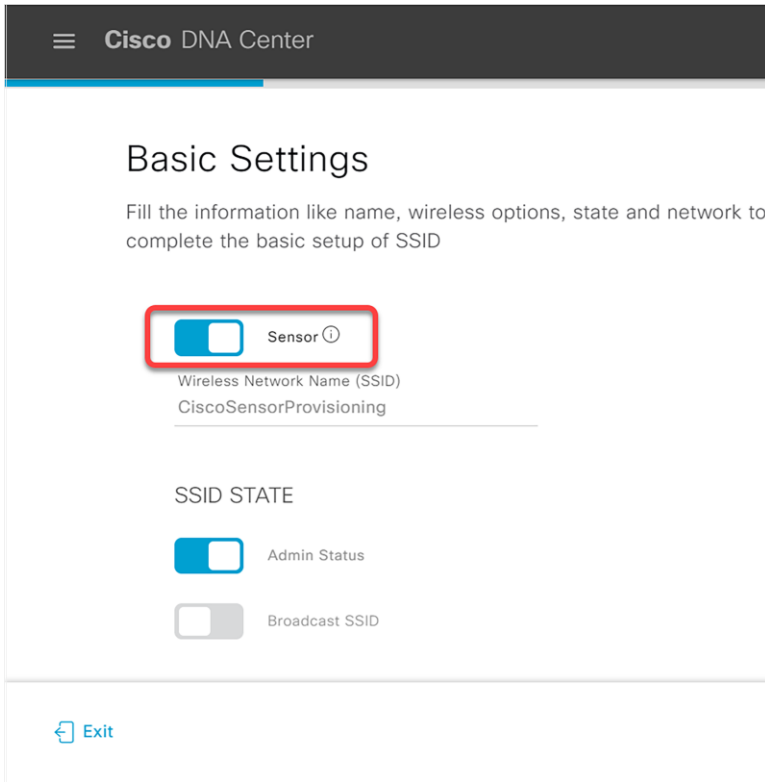 Cisco DNA Center
Basic Settings
Fill the information like name, wireless options, state and network to
complete the basic setup of SSID
Sensor
Wireless Network Name (SSID)
CiscoSensorProvisioning
SSID STATE
Admin Status
Broadcast SSID
Exit